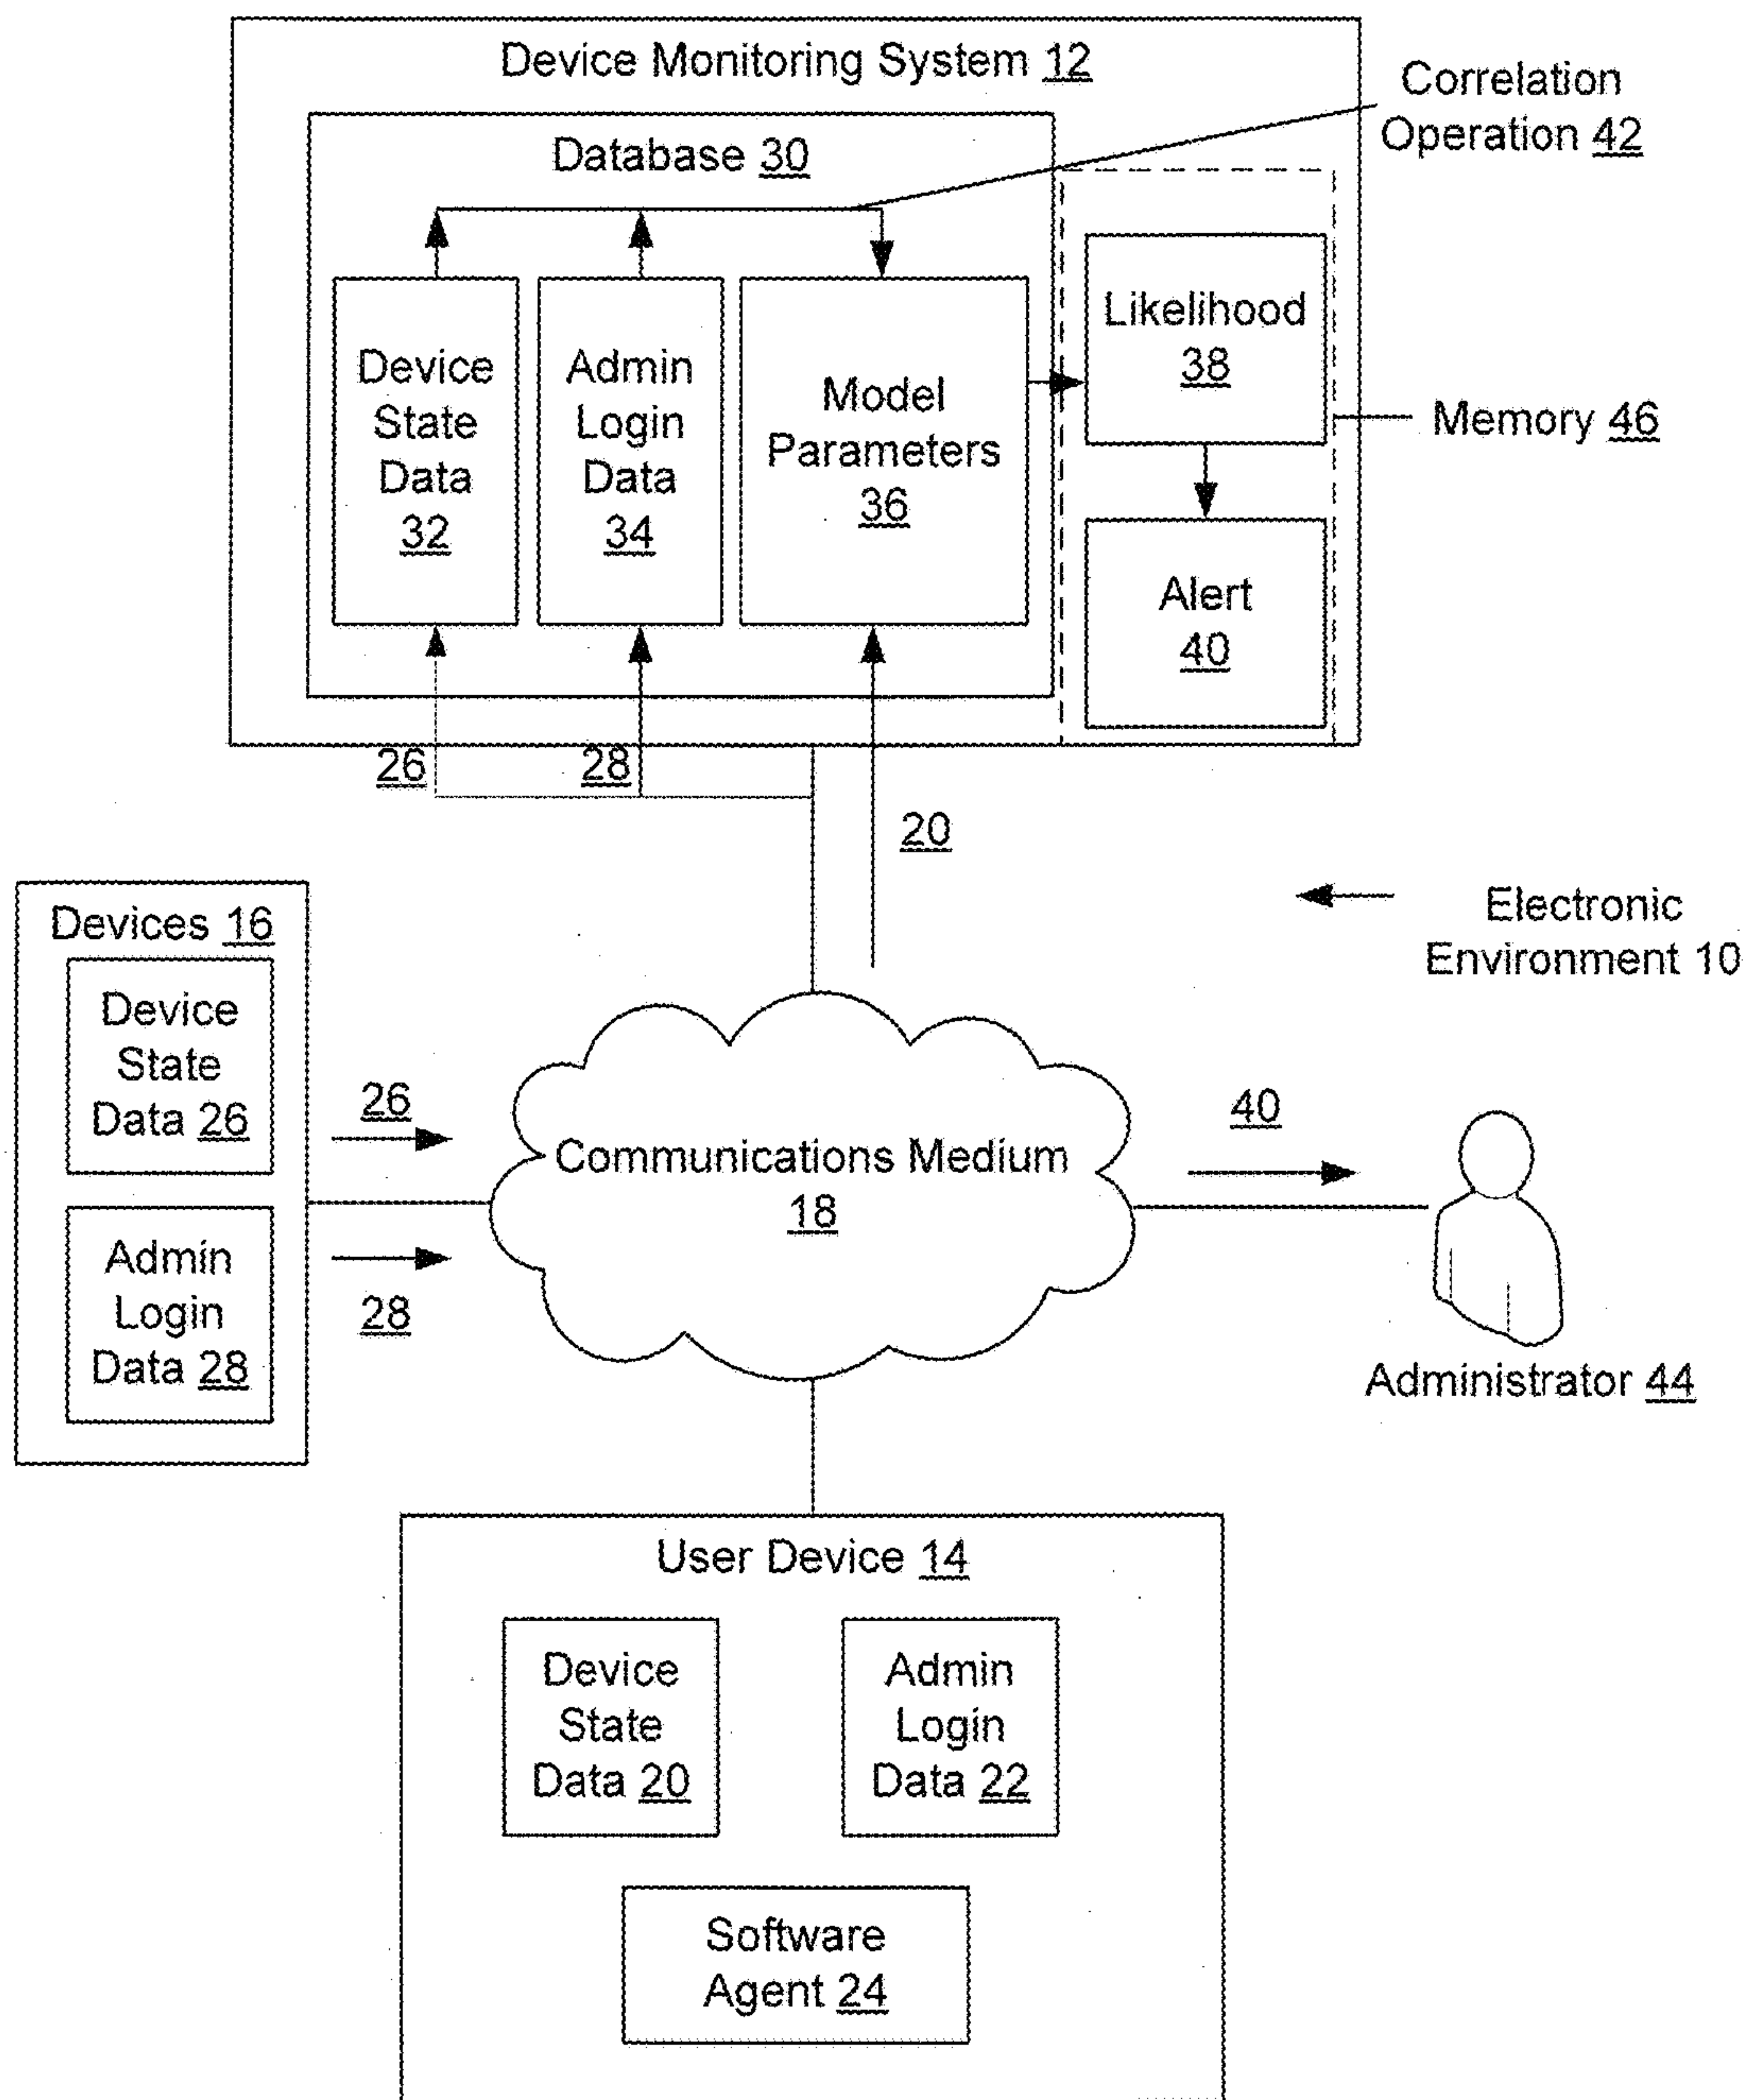 Device Monitoring System 12
Correlation
Operation 42
Database 30
Device
State
Data
32
Admin
Login
Data
34
Model
Parameters
36
Likelihood
38
Memory 46
Alert
40
26
28
20
Electronic
Environment 10
Devices 16
Device
State
Data 26
Admin
Login
Data 28
26
28
Communications Medium
18
40
Administrator 44
User Device 14
Device
State
Data 20
Admin
Login
Data 22
Software
Agent 24